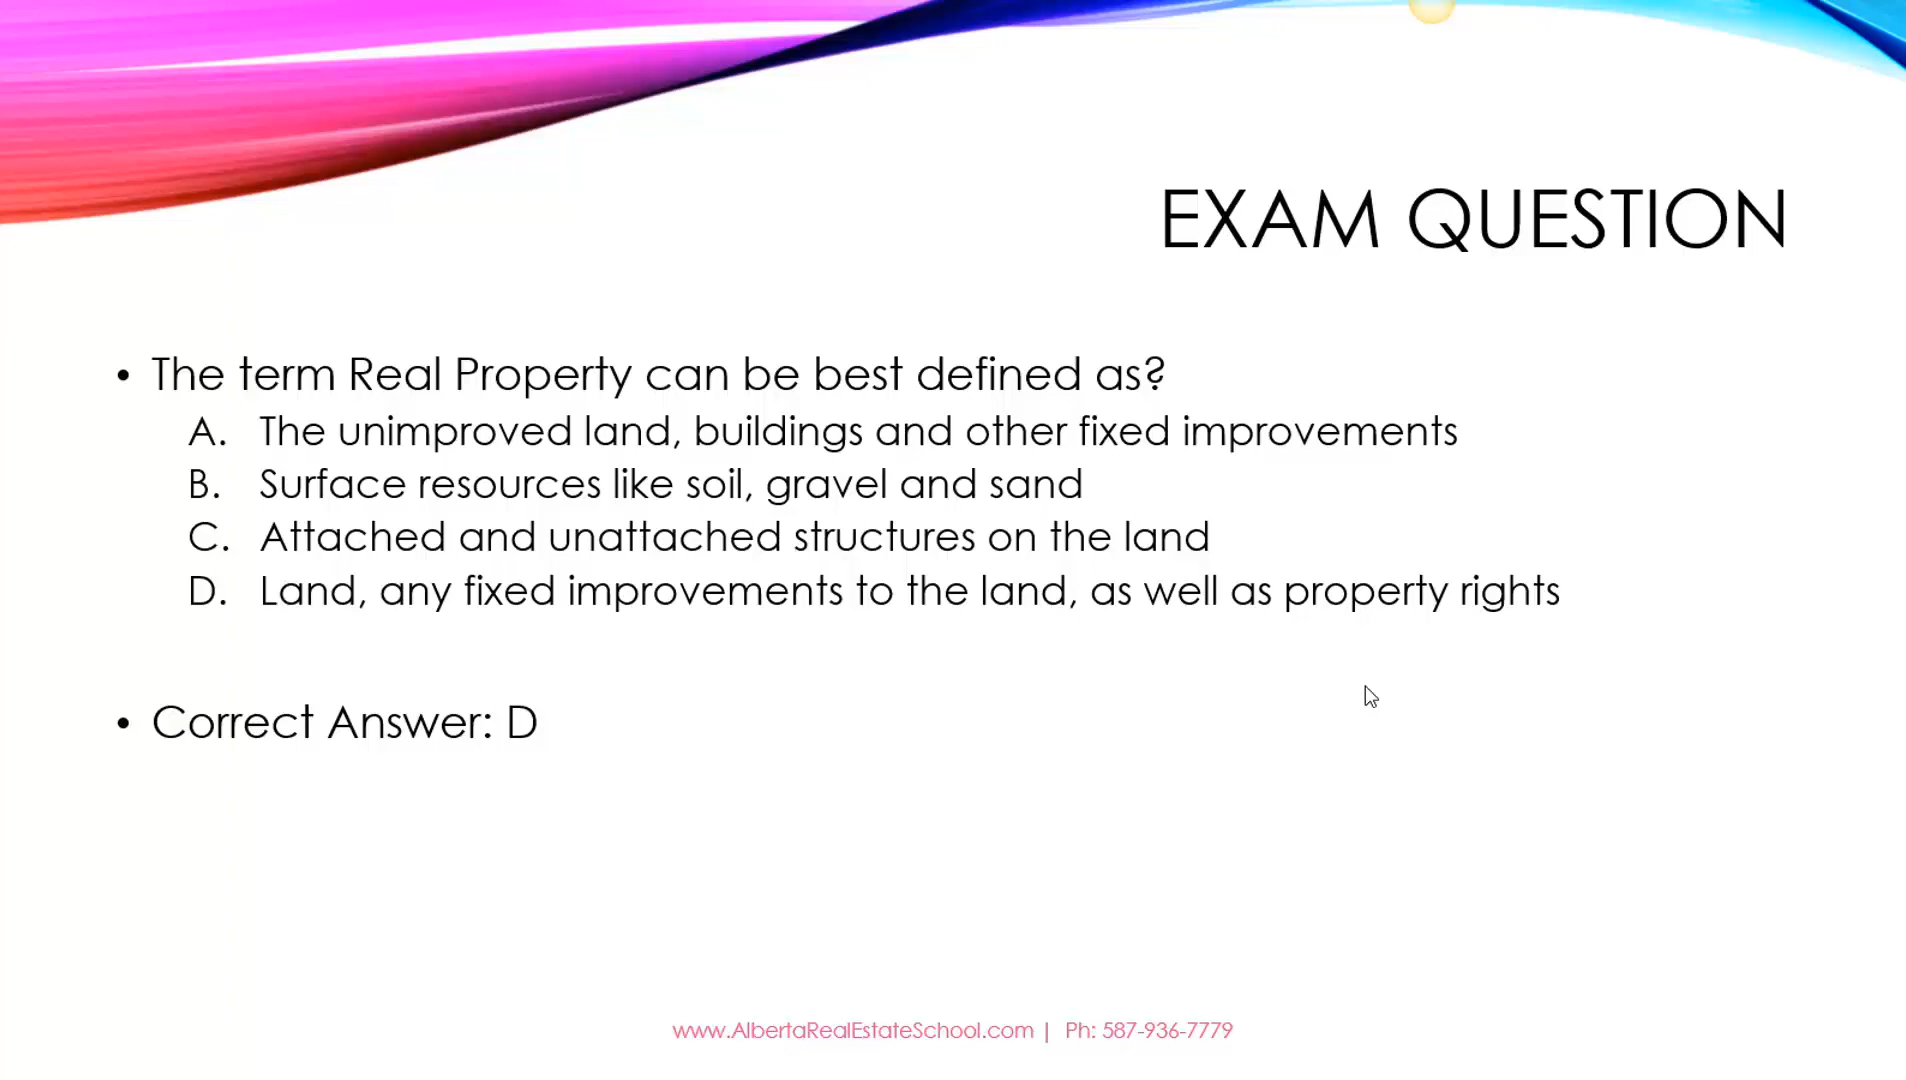 EXAM QUESTION
• The term Real Property can be best defined as?
A. The unimproved land, buildings and other fixed improvements
B. Surface resources like soil, gravel and sand
C. Attached and unattached structures on the land
D. Land, any fixed improvements to the land, as well as property rights
• Correct Answer: D
www.AlbertaRealEstateSchool.com | Ph: 587-936-7779